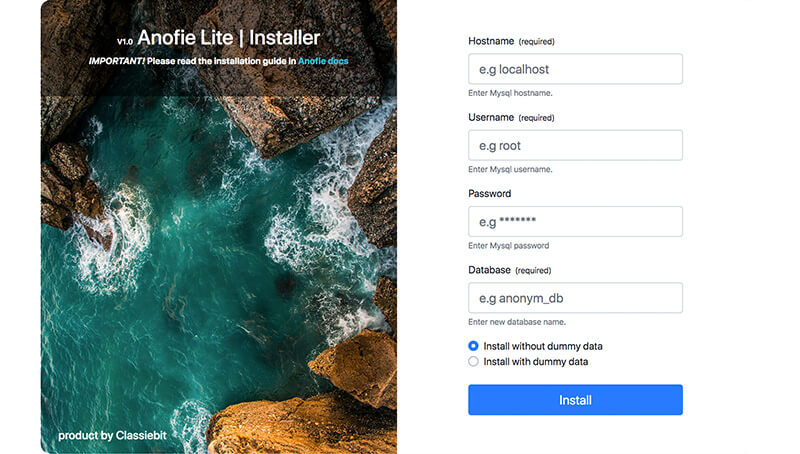 V1.0 Anofie Lite | Installer
IMPORTANT! Please read the installation guide in Anofie docs
product by Classiebit
Hostname (required)
e.g localhost
Enter Mysql hostname.
Username (required)
e.g root
Enter Mysql username.
Password
e.g *******
Enter Mysql password
Database (required)
e.g anonym_db
Enter new database name.
Install without dummy data
Install with dummy data
Install